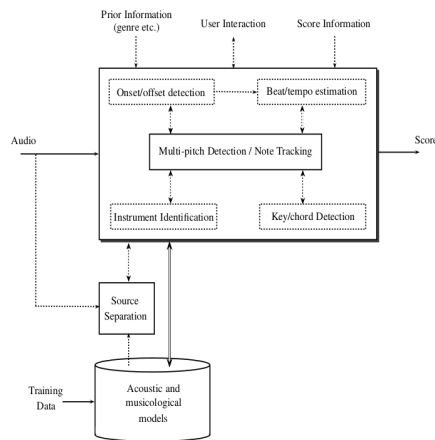 Prior Information
(genre etc.)
User Interaction
Score Information
Onset/offset detection
Beat/tempo estimation
Audio
Multi-pitch Detection / Note Tracking
Score
Instrument Identification
Key/chord Detection
Source
Separation
Training
Data
Acoustic and
musicological
models